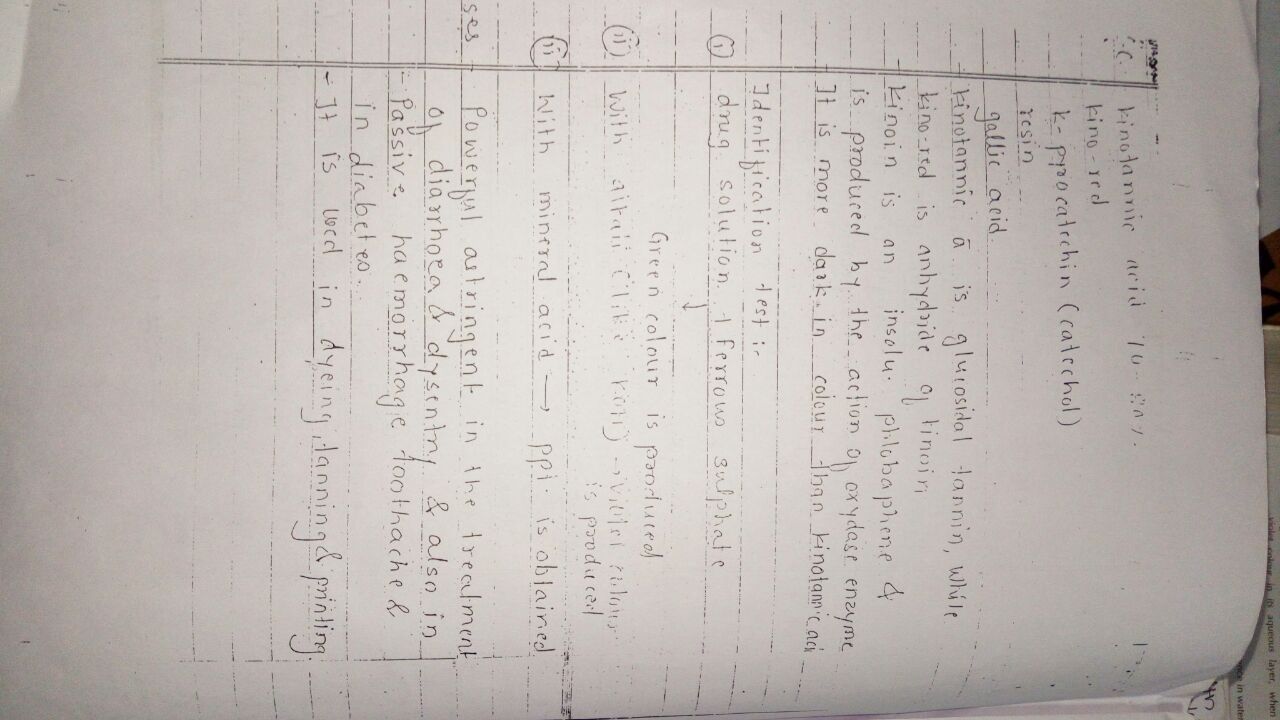 C.
kinotannic acid 70-80%.
kino-red
k-pyocatechin (catechol)
resin
gallic acid
kinotannic a is glucosidal tannin, while
kino-red is anhydride of kinoin
kinoin is an insolu. phlobaphene &
is produced by the action of oxydase enzyme
It is more dark in colour than kinotannic aci
Identification test :-
(i) drug solution + ferrows sulphate
↓
Green colour is produced
(ii) With alkali (like KOH) → Violet colour
is produced
(iii) With mineral acid → ppt. is obtained
ses - Powerful astringent in the treatment
of diarrhoea & dysentry & also in
- Passive haemorrhagic toothache &
in diabetes.
- It is used in dyeing, tanning & printing.